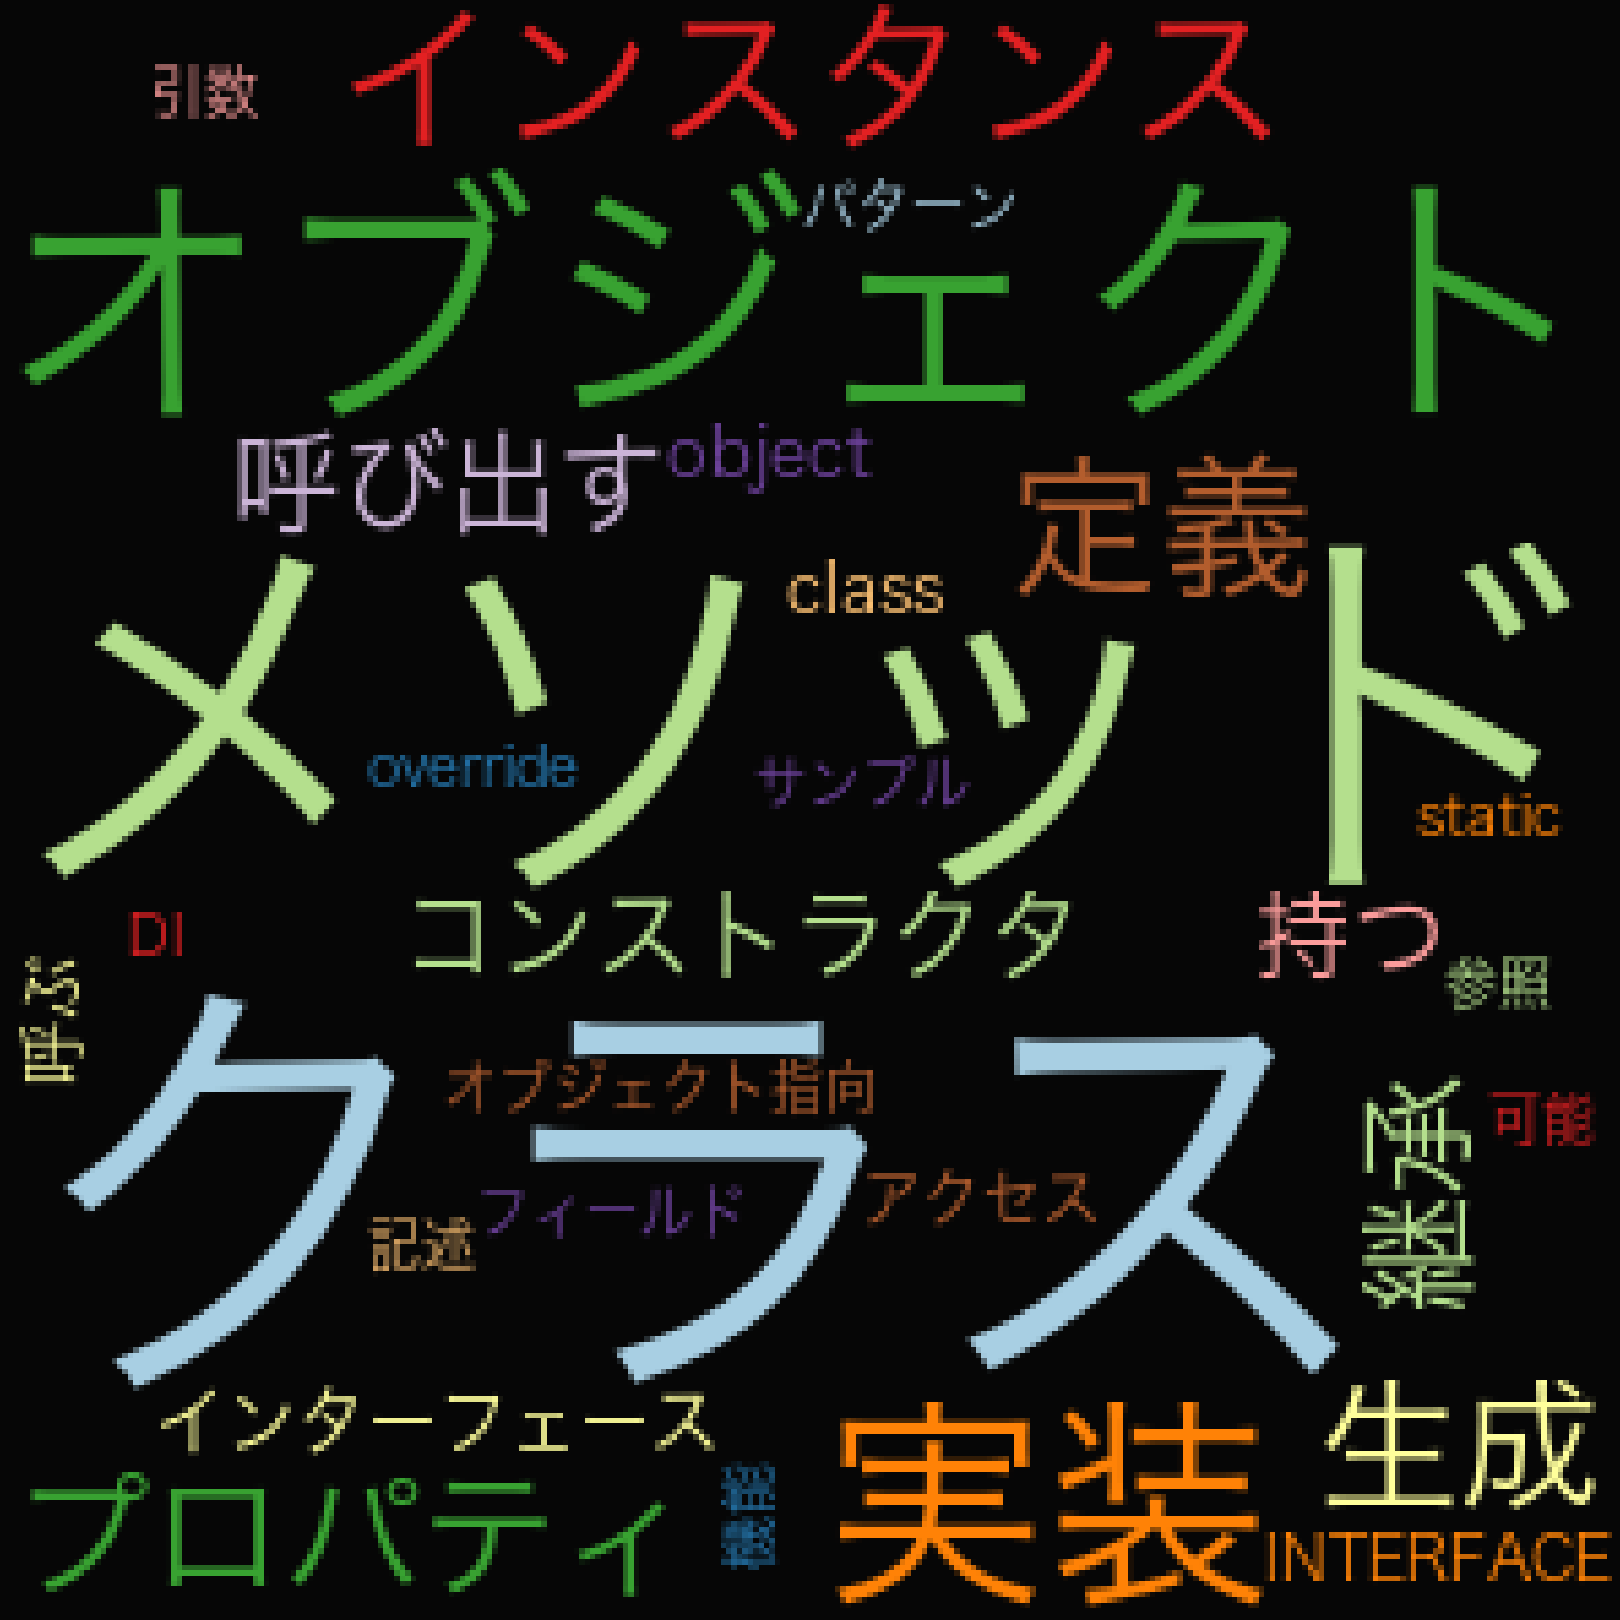 インスタンス
引数
オブジェクト
パターン
呼び出す
object
定義
メソッド
class
override
サンプル
static
コンストラクタ
DI
持つ
参照
呼ぶ
クラス
オブジェクト指向
継承
可能
フィールド
アクセス
記述
インターフェース
実装
生成
プロパティ
機能
INTERFACE